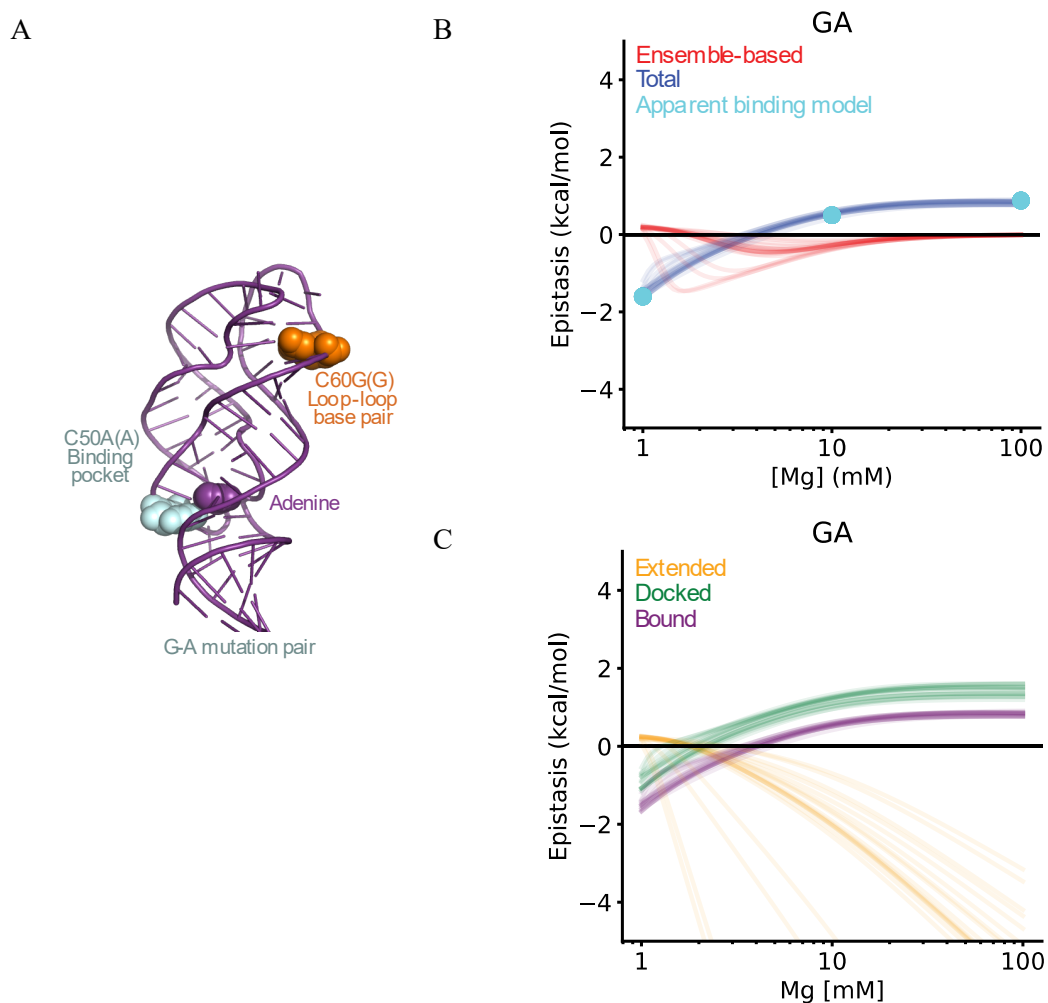 A
C60G(G)
Loop-loop
base pair
C50A(A)
Binding
pocket
Adenine
G-A mutation pair
B
GA
Ensemble-based
Total
Apparent binding model
Epistasis (kcal/mol)
4
2
0
−2
−4
1
10
100
[Mg] (mM)
C
GA
Extended
Docked
Bound
Epistasis (kcal/mol)
4
2
0
−2
−4
1
10
100
Mg [mM]